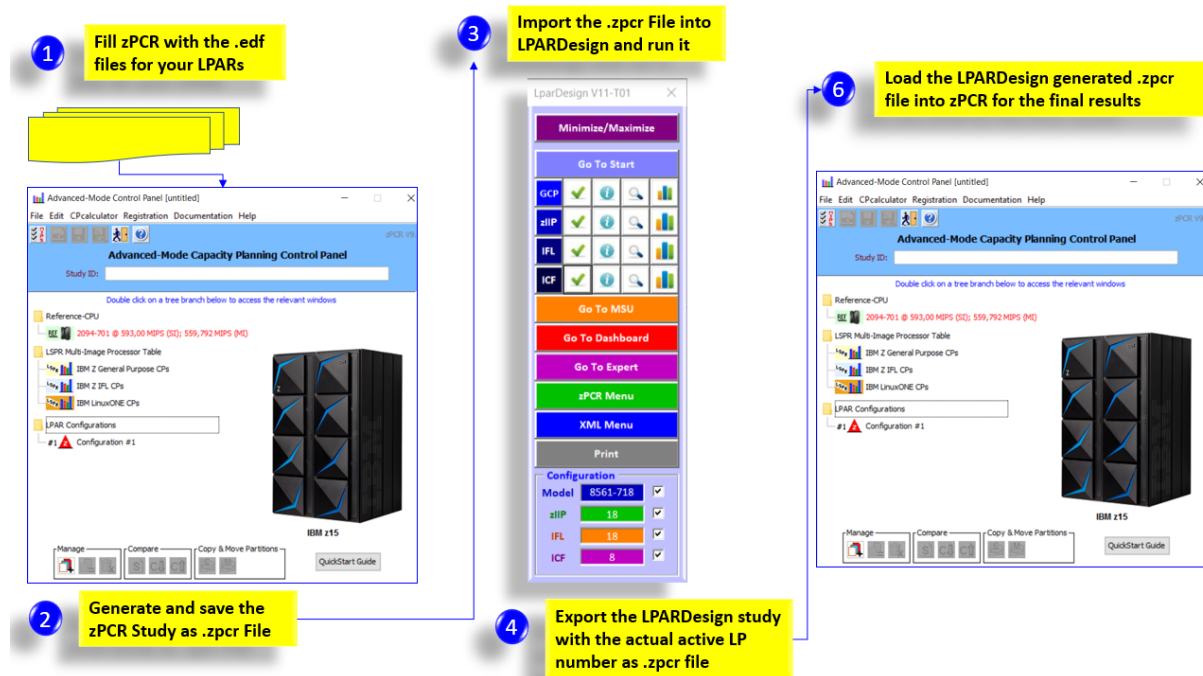 1
Fill zPCR with the .edf
files for your LPARs
Advanced-Mode Control Panel [untitled]
File Edit CPcalculator Registration Documentation Help
zPCR V9.
Advanced-Mode Capacity Planning Control Panel
Study ID:
Double click on a tree branch below to access the relevant windows
Reference-CPU
REF 2094-701 @ 593,00 MIPS (SI); 559,792 MIPS (MI)
LSPR Multi-Image Processor Table
IBM Z General Purpose CPs
IBM Z IFL CPs
IBM LinuxONE CPs
LPAR Configurations
#1 Configuration #1
IBM z15
Manage Compare Copy & Move Partitions
QuickStart Guide
2
Generate and save the
zPCR Study as .zpcr File
3
Import the .zpcr File into
LPARDesign and run it
LparDesign V11-T01
Minimize/Maximize
Go To Start
GCP
zIIP
IFL
ICF
Go To MSU
Go To Dashboard
Go To Expert
zPCR Menu
XML Menu
Print
Configuration
Model 8561-718
zIIP 18
IFL 18
ICF 8
4
Export the LPARDesign study
with the actual active LP
number as .zpcr file
6
Load the LPARDesign generated .zpcr
file into zPCR for the final results
Advanced-Mode Control Panel [untitled]
File Edit CPcalculator Registration Documentation Help
zPCR V9.
Advanced-Mode Capacity Planning Control Panel
Study ID:
Double click on a tree branch below to access the relevant windows
Reference-CPU
REF 2094-701 @ 593,00 MIPS (SI); 559,792 MIPS (MI)
LSPR Multi-Image Processor Table
IBM Z General Purpose CPs
IBM Z IFL CPs
IBM LinuxONE CPs
LPAR Configurations
#1 Configuration #1
IBM z15
Manage Compare Copy & Move Partitions
QuickStart Guide